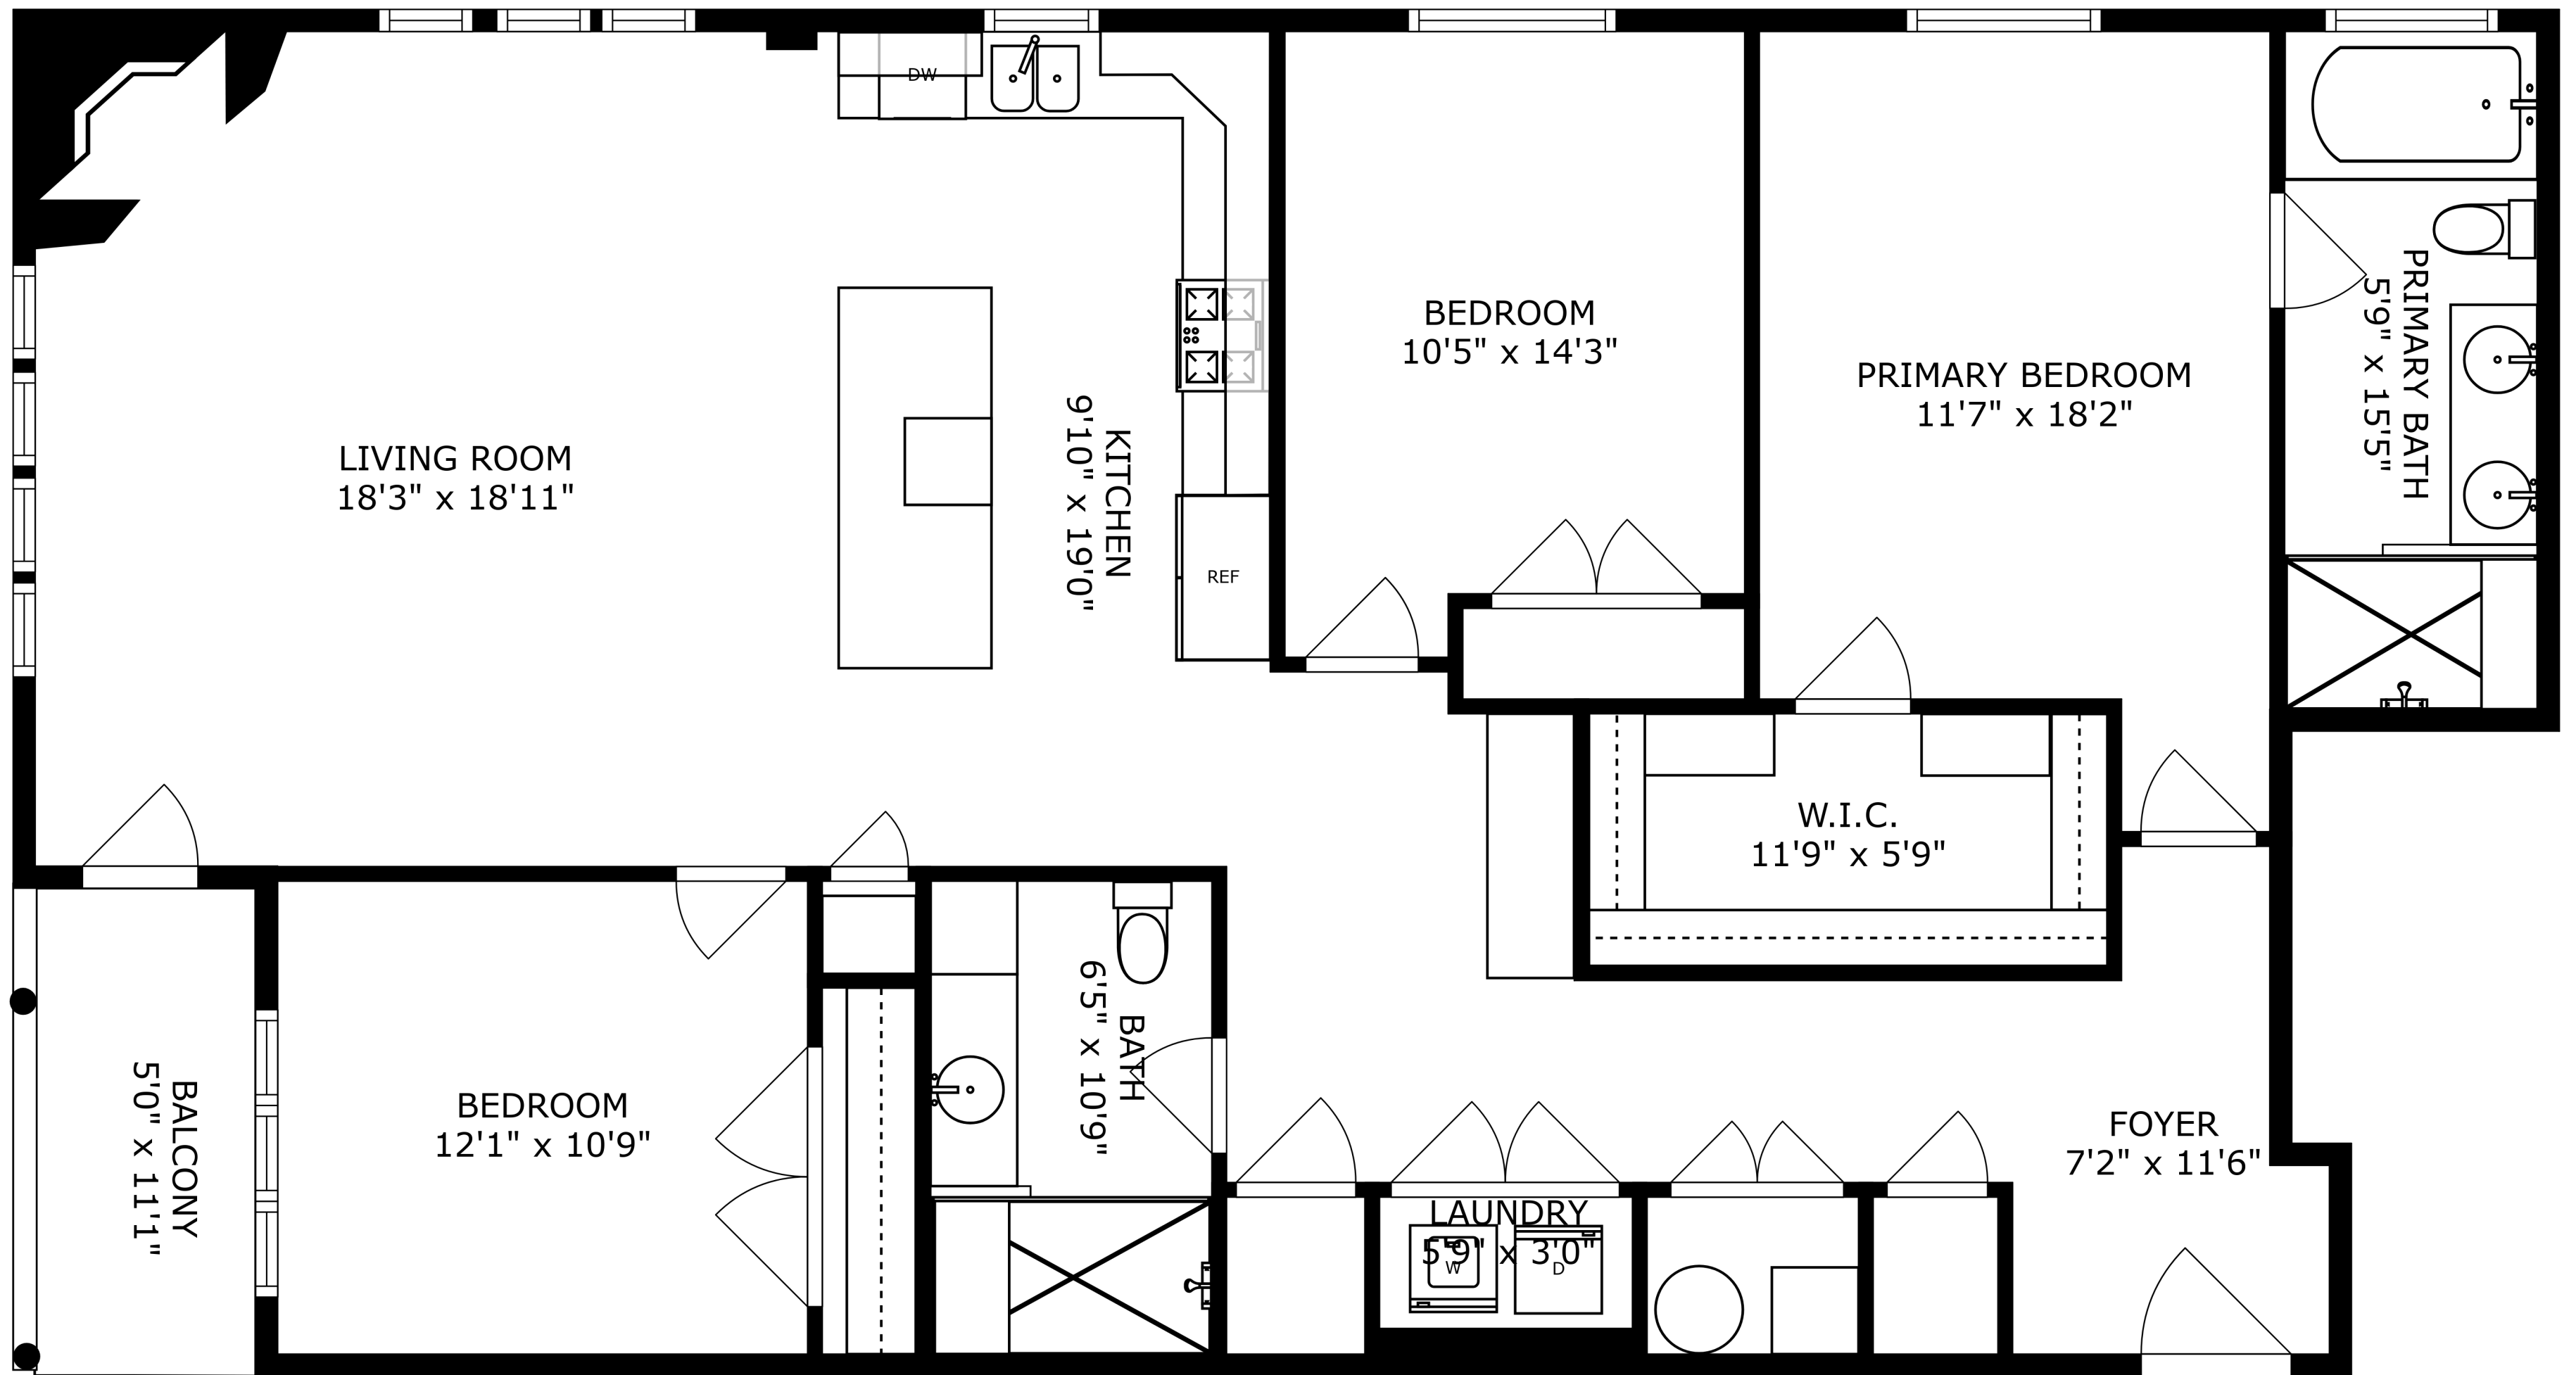 DW
LIVING ROOM
18'3" x 18'11"
KITCHEN
9'10" x 19'0"
REF
BEDROOM
10'5" x 14'3"
PRIMARY BEDROOM
11'7" x 18'2"
PRIMARY BATH
5'9" x 15'5"
W.I.C.
11'9" x 5'9"
BALCONY
5'0" x 11'1"
BEDROOM
12'1" x 10'9"
BATH
6'5" x 10'9"
LAUNDRY
5'9" x 3'0"
W
D
FOYER
7'2" x 11'6"